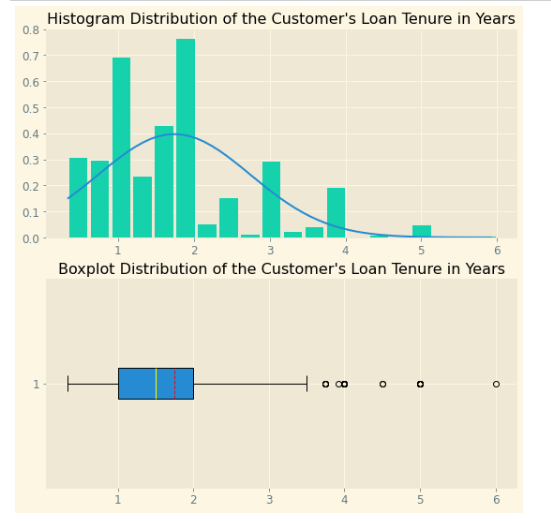 Histogram Distribution of the Customer's Loan Tenure in Years
0.8
0.7
0.6
0.5
0.4
0.3
0.2
0.1
0.0
1 2 3 4 5 6
Boxplot Distribution of the Customer's Loan Tenure in Years
1
1 2 3 4 5 6